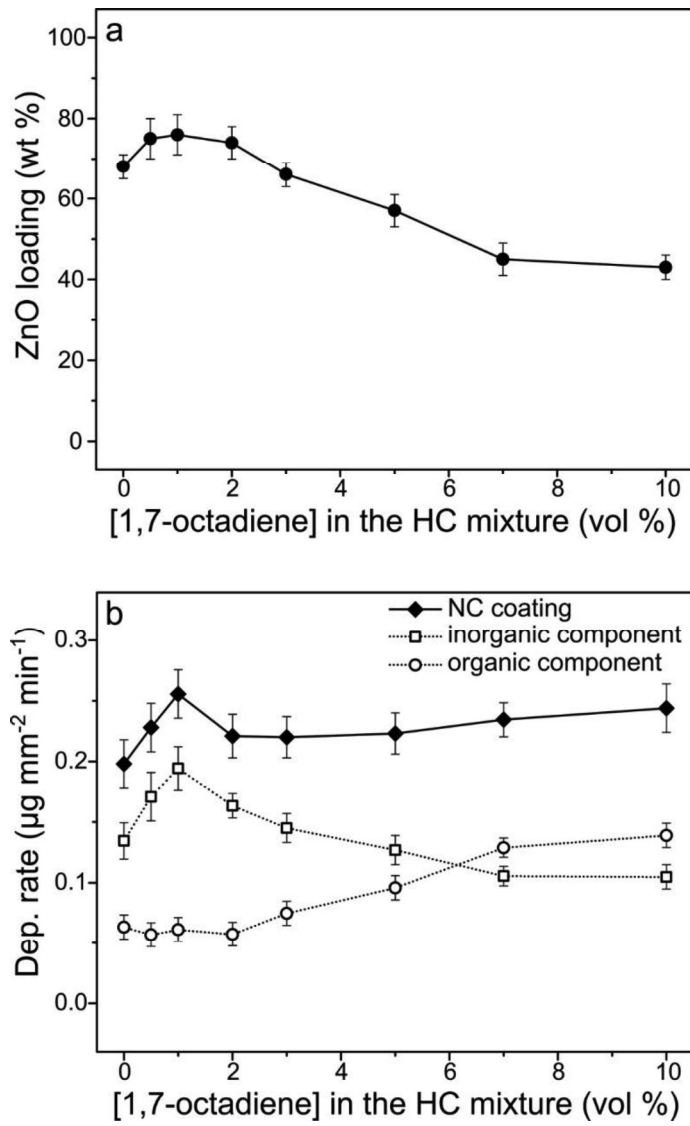 a
100
80
60
40
20
0
ZnO loading (wt %)
0 2 4 6 8 10
[1,7-octadiene] in the HC mixture (vol %)
b
NC coating
inorganic component
organic component
0.3
0.2
0.1
0.0
Dep. rate (µg mm⁻² min⁻¹)
0 2 4 6 8 10
[1,7-octadiene] in the HC mixture (vol %)